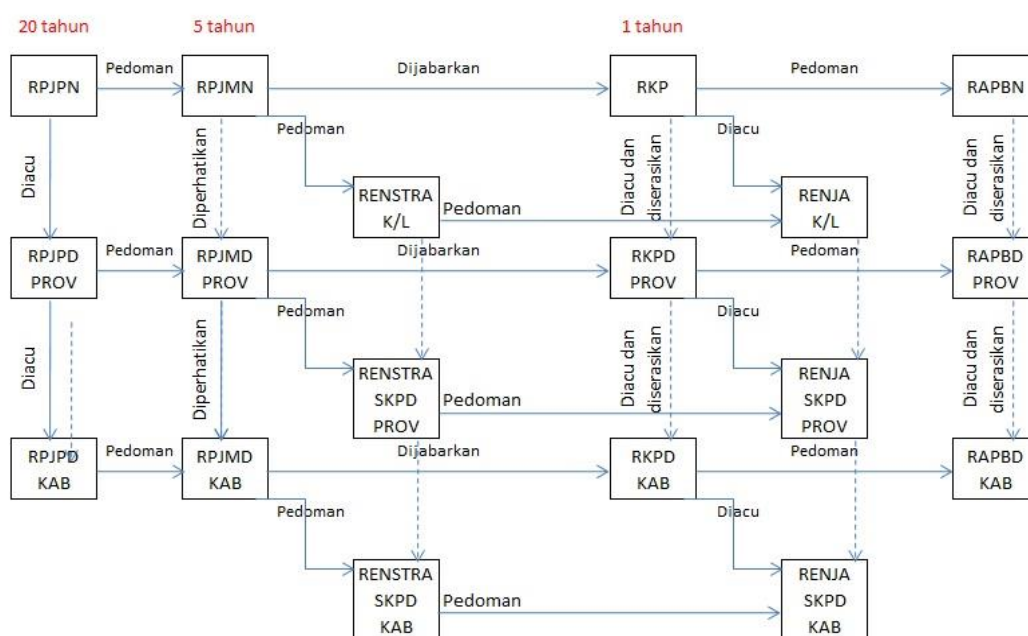 20 tahun
5 tahun
1 tahun
RPJPN
Pedoman
RPJMN
Dijabarkan
RKP
Pedoman
RAPBN
Pedoman
Diacu
Diacu
Diperhatikan
Diacu dan
diserasikan
Diacu dan
diserasikan
RENSTRA
K/L
Pedoman
RENJA
K/L
RPJPD
PROV
Pedoman
RPJMD
PROV
Dijabarkan
RKPD
PROV
Pedoman
RAPBD
PROV
Pedoman
Diacu
Diacu
Diperhatikan
Diacu dan
diserasikan
Diacu dan
diserasikan
RENSTRA
SKPD
PROV
Pedoman
RENJA
SKPD
PROV
RPJPD
KAB
Pedoman
RPJMD
KAB
Dijabarkan
RKPD
KAB
Pedoman
RAPBD
KAB
Pedoman
Diacu
RENSTRA
SKPD
KAB
Pedoman
RENJA
SKPD
KAB